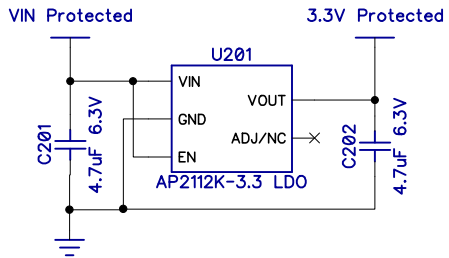 VIN Protected
3.3V Protected
U201
VIN
VOUT
GND
ADJ/NC
EN
C201
4.7uF 6.3V
C202
4.7uF 6.3V
AP2112K-3.3 LDO